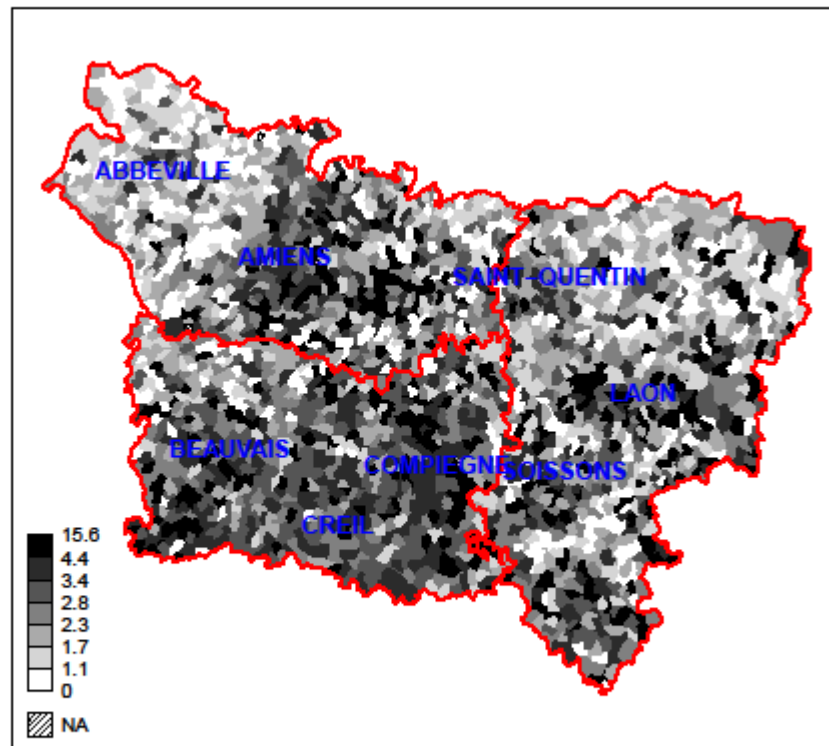 ABBEVILLE
AMIENS
SAINT-QUENTIN
LAON
BEAUVAIS
COMPIEGNE
SOISSONS
CREIL
15.6
4.4
3.4
2.8
2.3
1.7
1.1
0
NA